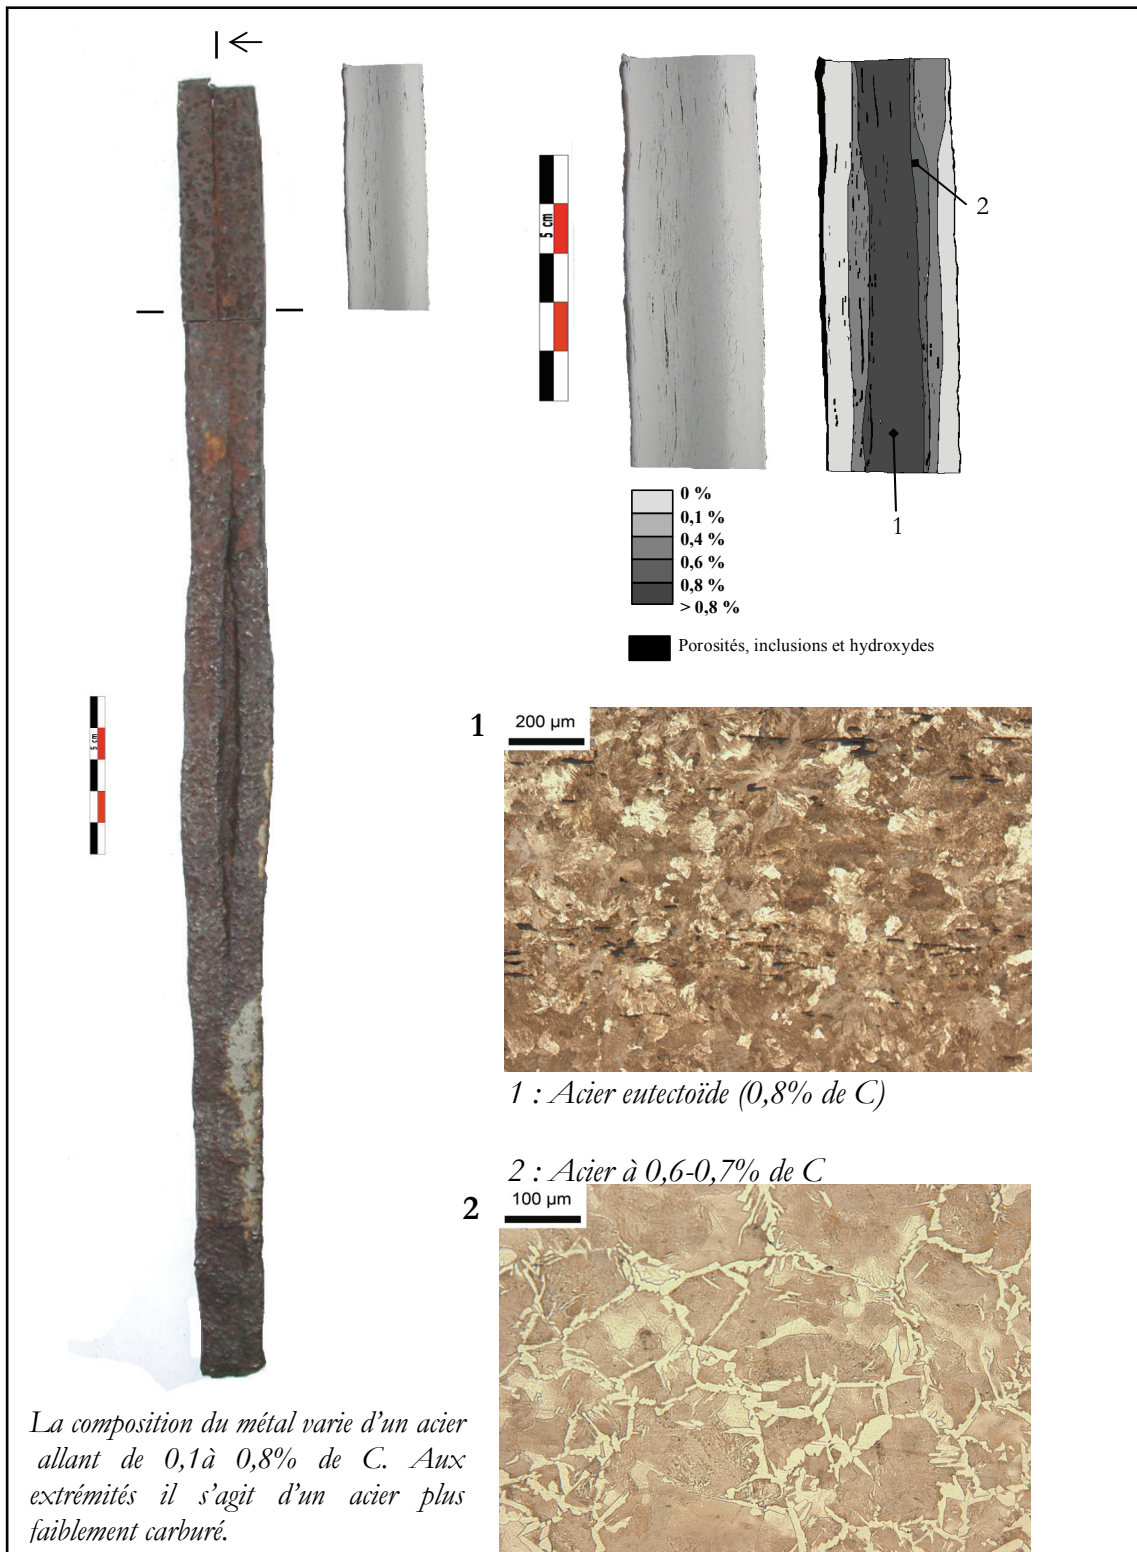 5 cm
2
1
0 %
0,1 %
0,4 %
0,6 %
0,8 %
> 0,8 %
Porosités, inclusions et hydroxydes
5 cm
1
200 µm
1 : Acier eutectoïde (0,8% de C)
2 : Acier à 0,6-0,7% de C
2
100 µm
La composition du métal varie d'un acier
allant de 0,1à 0,8% de C. Aux
extrémités il s'agit d'un acier plus
faiblement carburé.